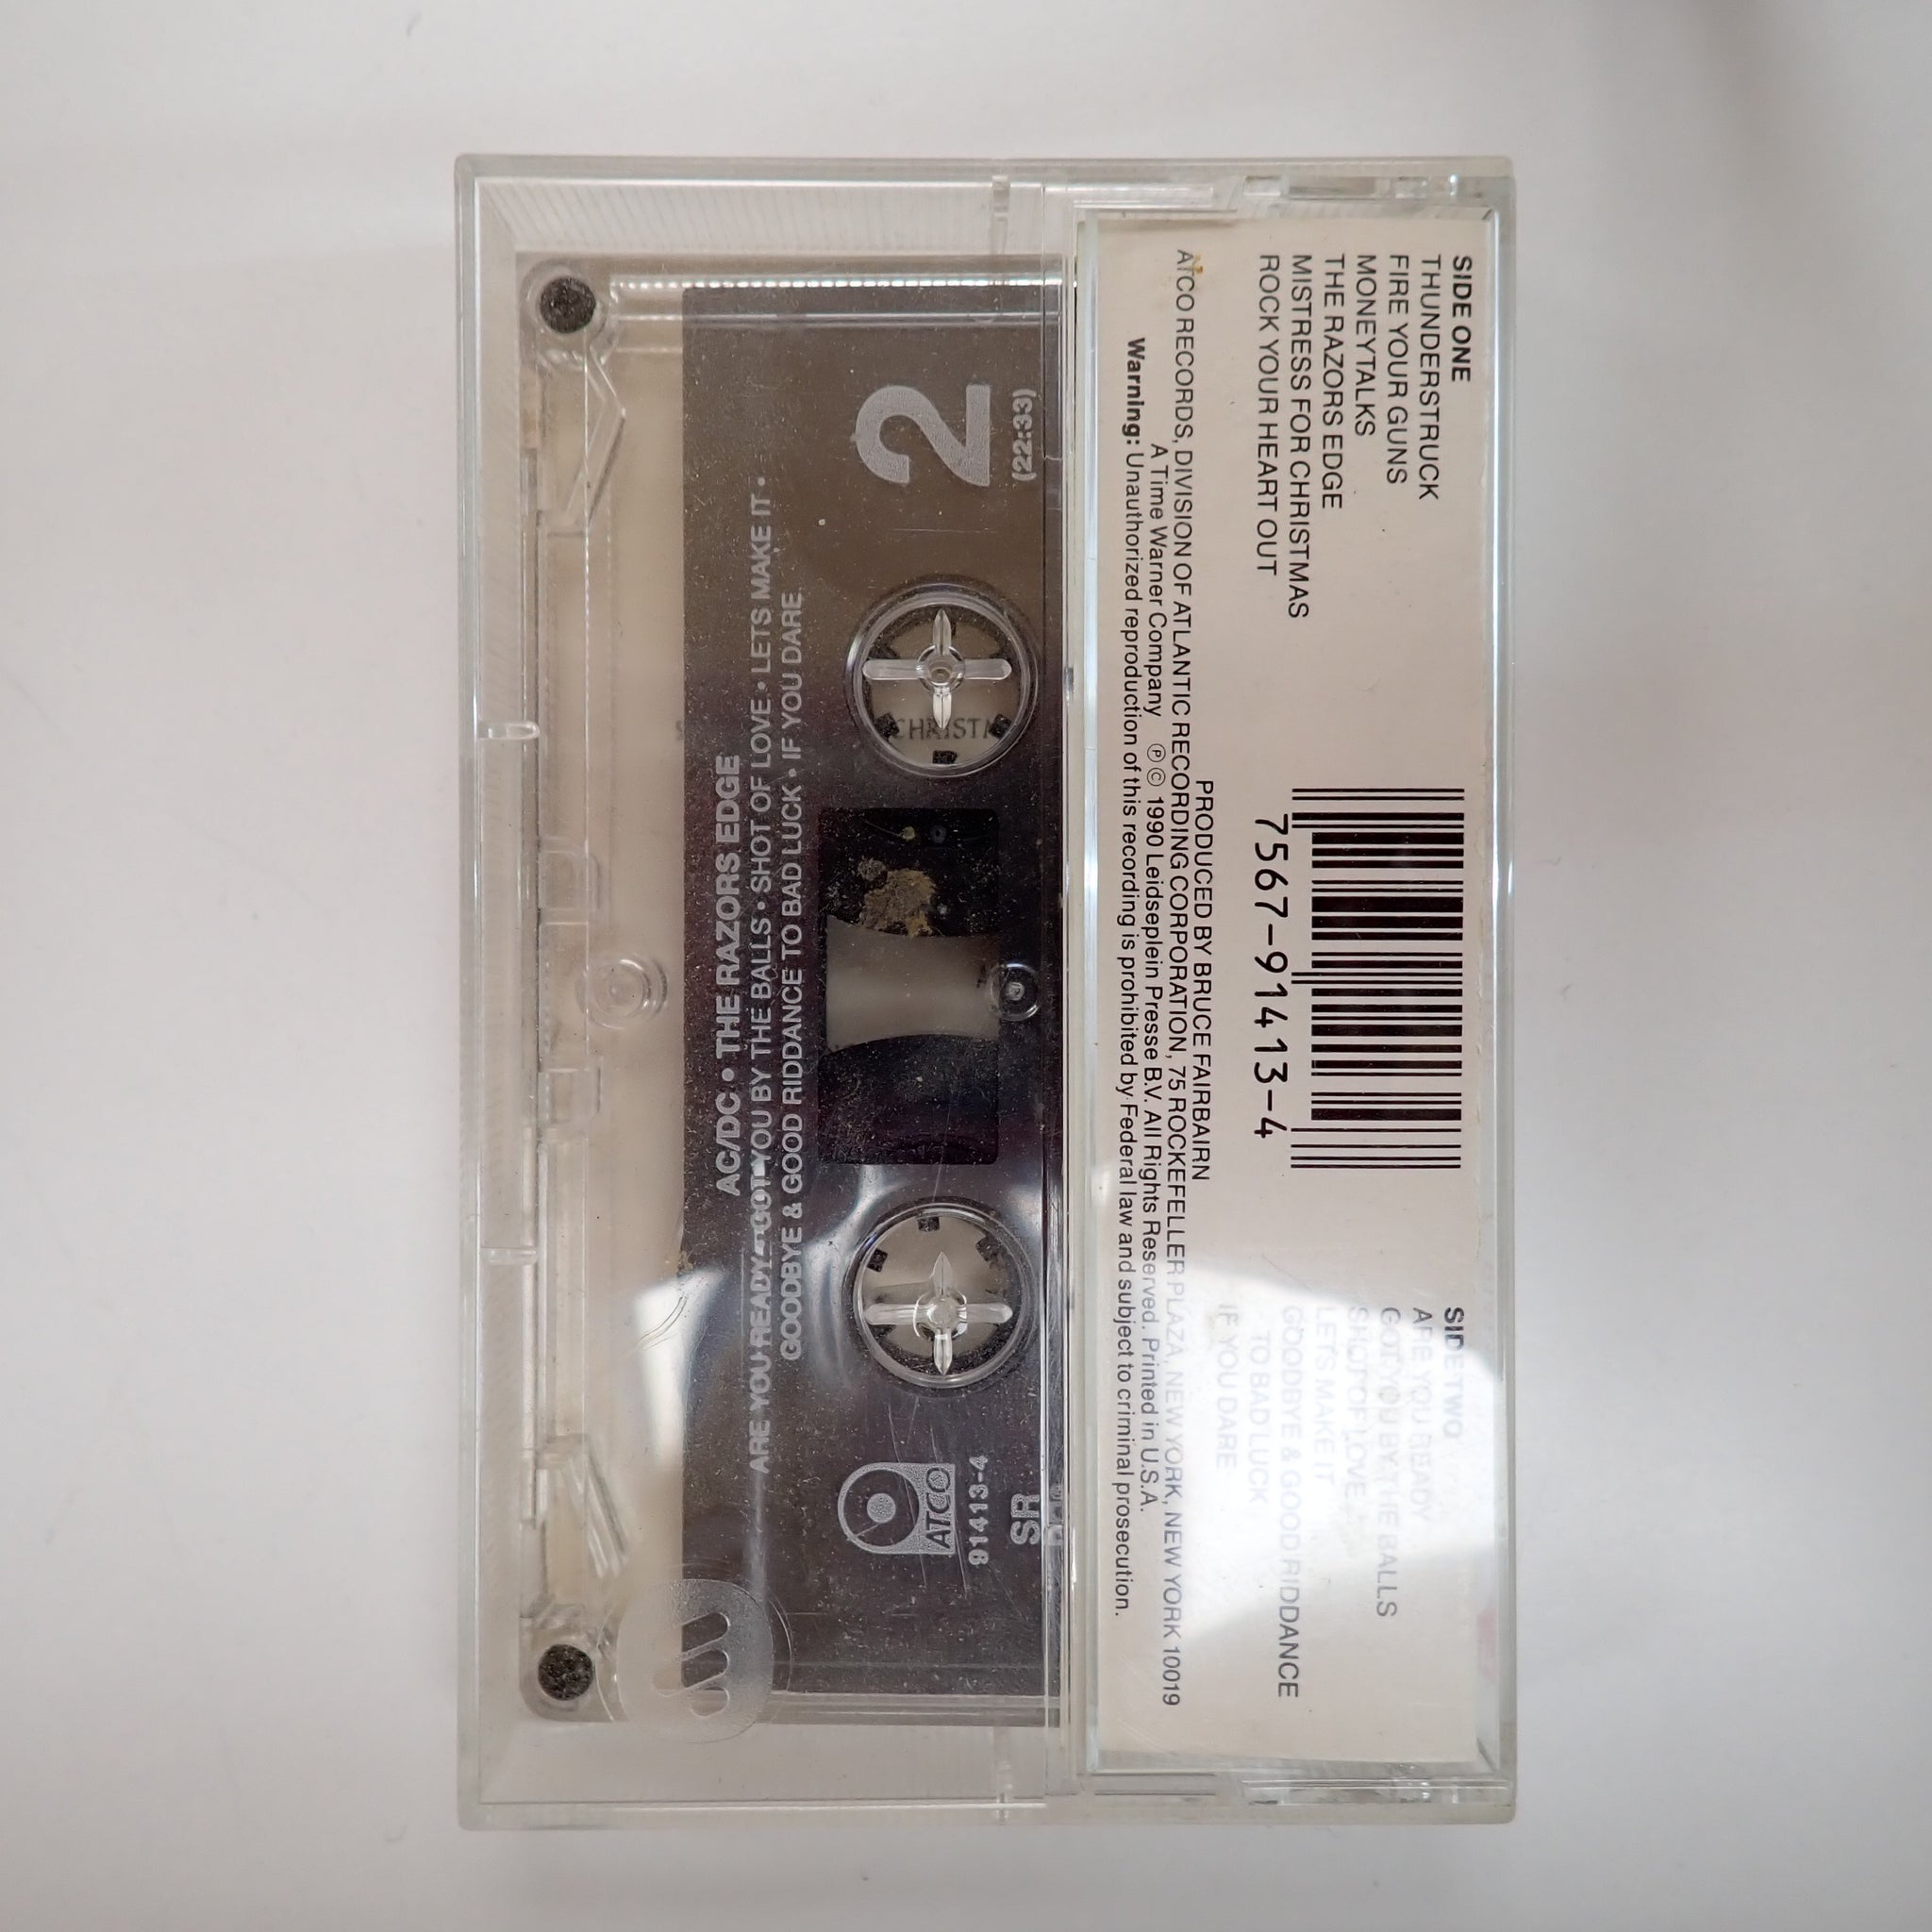 SIDE ONE
THUNDERSTRUCK
FIRE YOUR GUNS
MONEYTALKS
THE RAZORS EDGE
MISTRESS FOR CHRISTMAS
ROCK YOUR HEART OUT
7567-91413-4
SIDE TWO
ARE YOU READY
GOT YOU BY THE BALLS
SHOT OF LOVE
LETS MAKE IT
GOODBYE & GOOD RIDDANCE
TO BAD LUCK
IF YOU DARE
PRODUCED BY BRUCE FAIRBAIRN
ATCO RECORDS, DIVISION OF ATLANTIC RECORDING CORPORATION, 75 ROCKEFELLER PLAZA, NEW YORK, NEW YORK 10019
A Time Warner Company ℗ © 1990 Leidseplein Presse B.V. All Rights Reserved. Printed in U.S.A.
Warning: Unauthorized reproduction of this recording is prohibited by Federal law and subject to criminal prosecution.
AC/DC • THE RAZORS EDGE
ARE YOU READY • GOT YOU BY THE BALLS • SHOT OF LOVE • LETS MAKE IT •
GOODBYE & GOOD RIDDANCE TO BAD LUCK • IF YOU DARE
2
(22:33)
ATCO
91413-4
SR
CHRISTM